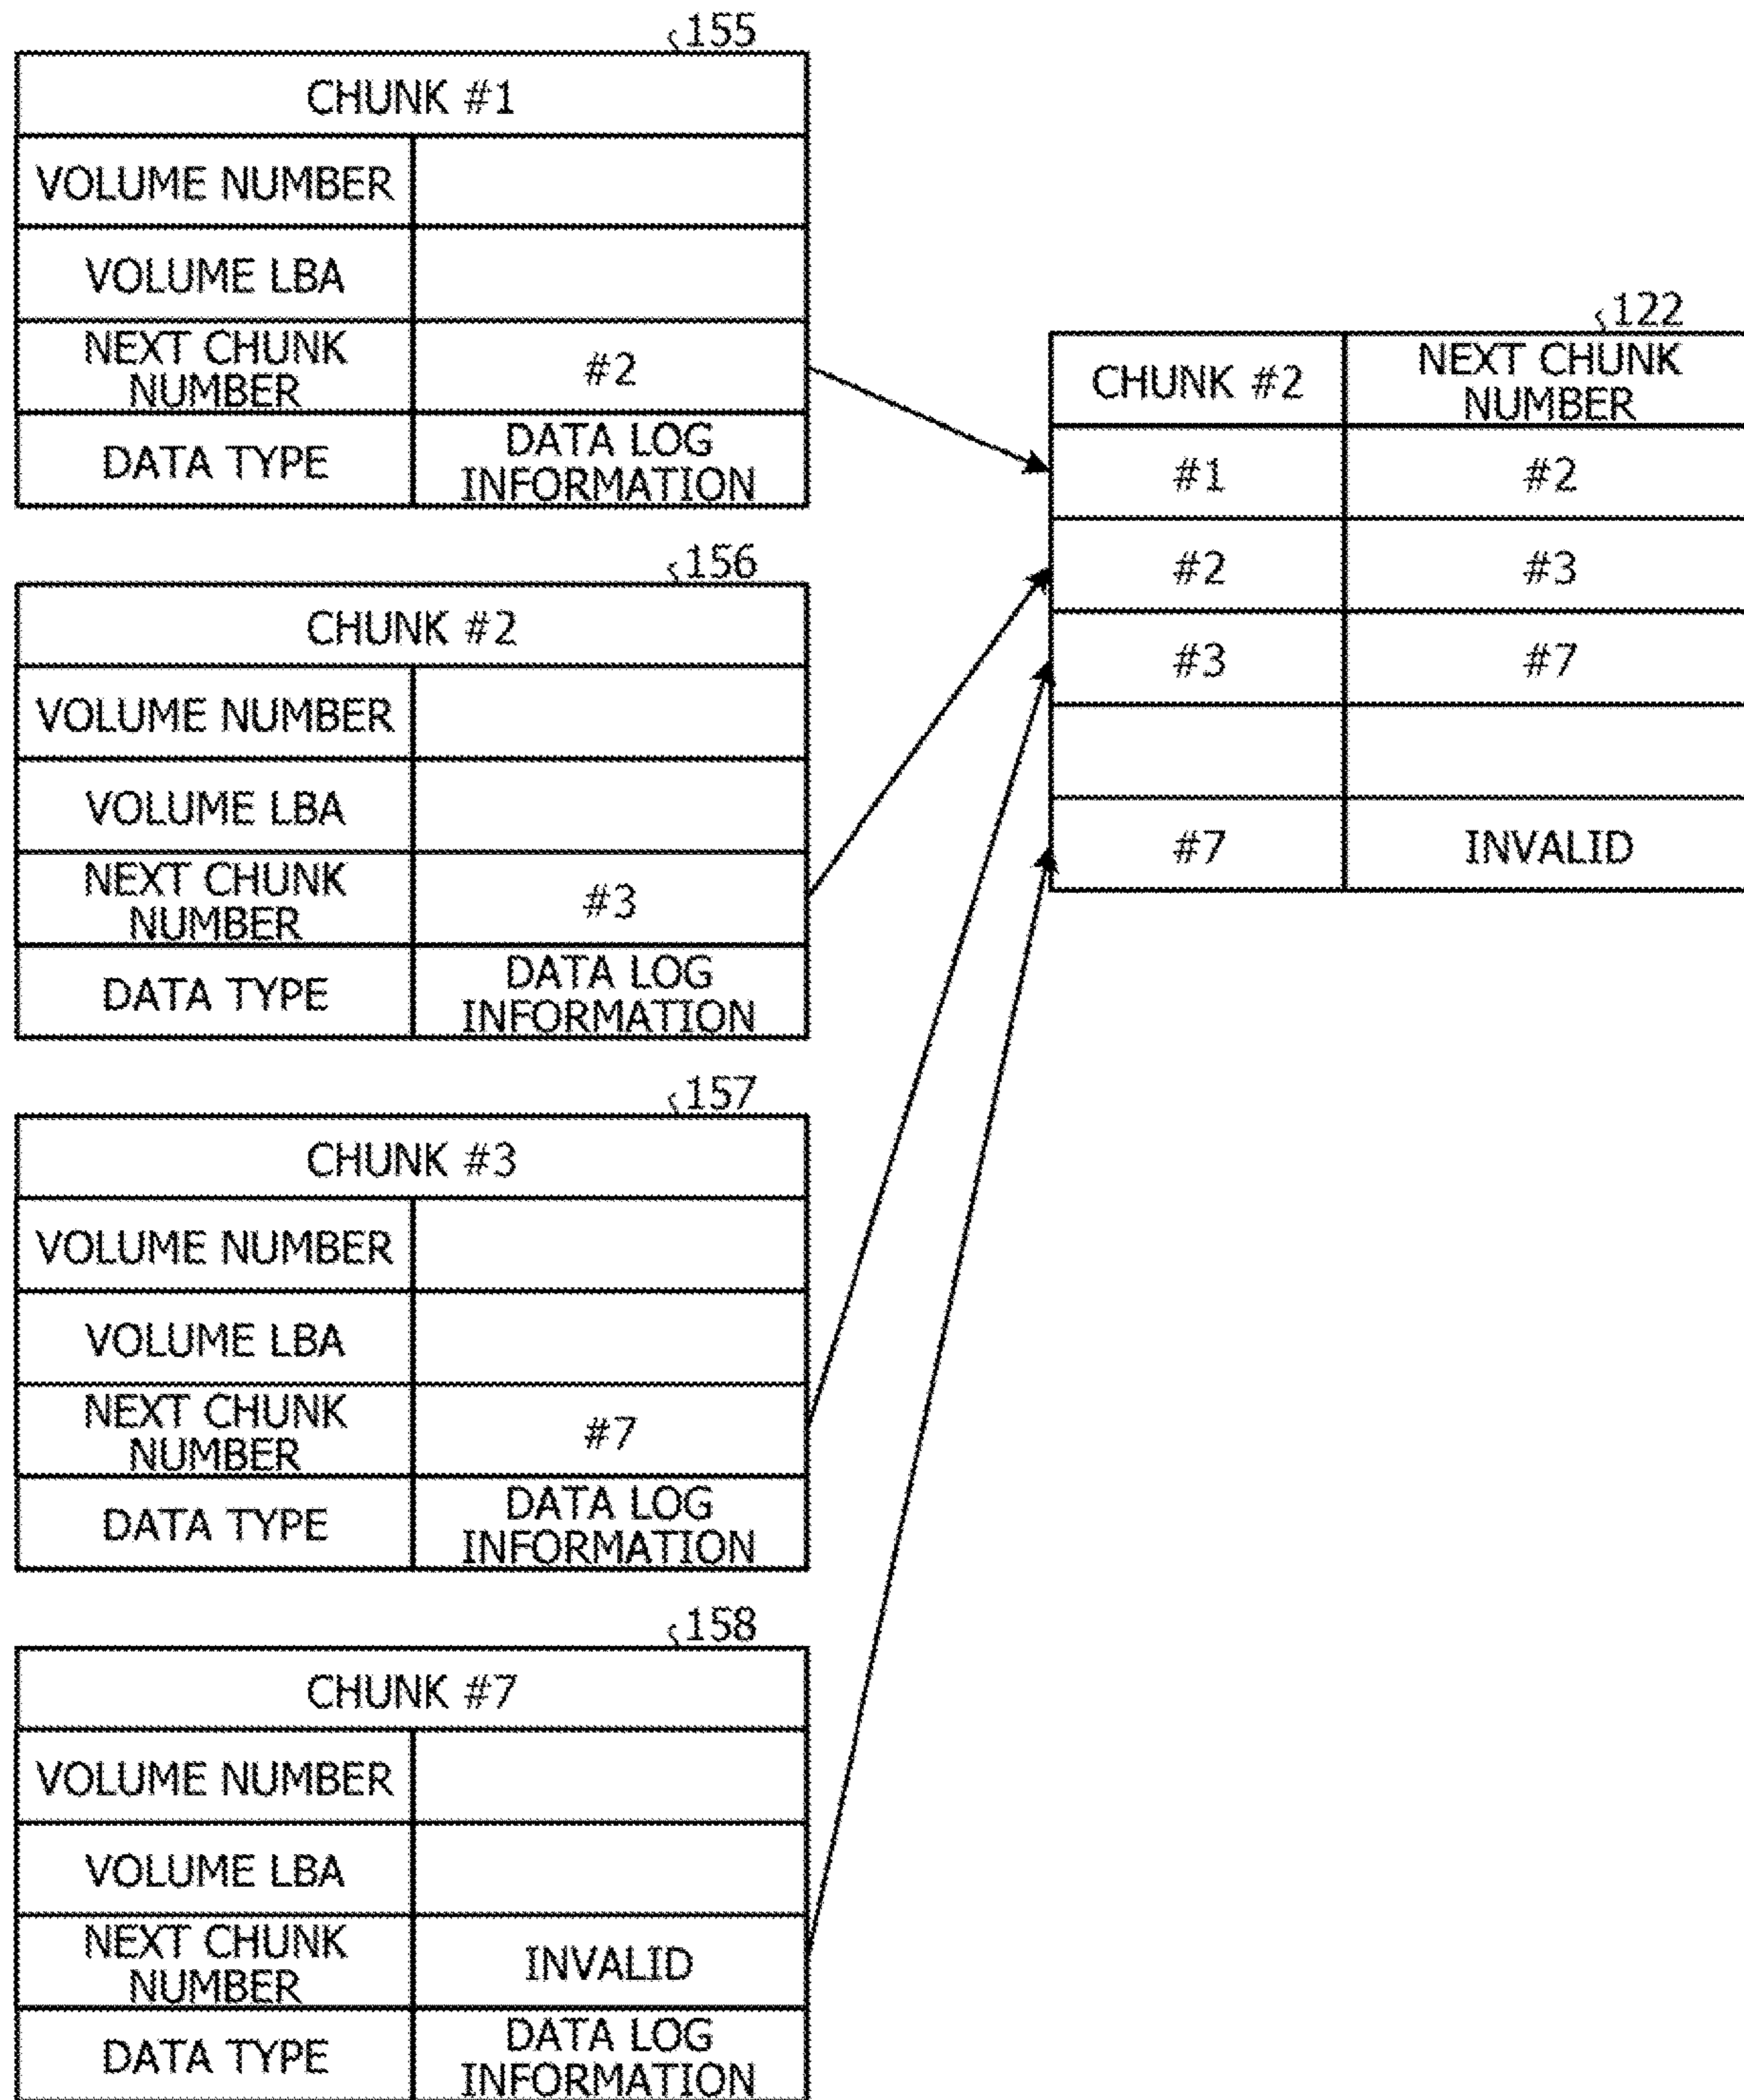 155
CHUNK #1
VOLUME NUMBER
VOLUME LBA
NEXT CHUNK
NUMBER
#2
DATA TYPE
DATA LOG
INFORMATION
156
CHUNK #2
VOLUME NUMBER
VOLUME LBA
NEXT CHUNK
NUMBER
#3
DATA TYPE
DATA LOG
INFORMATION
157
CHUNK #3
VOLUME NUMBER
VOLUME LBA
NEXT CHUNK
NUMBER
#7
DATA TYPE
DATA LOG
INFORMATION
158
CHUNK #7
VOLUME NUMBER
VOLUME LBA
NEXT CHUNK
NUMBER
INVALID
DATA TYPE
DATA LOG
INFORMATION
122
CHUNK #2
NEXT CHUNK
NUMBER
#1 #2
#2 #3
#3 #7
#7 INVALID